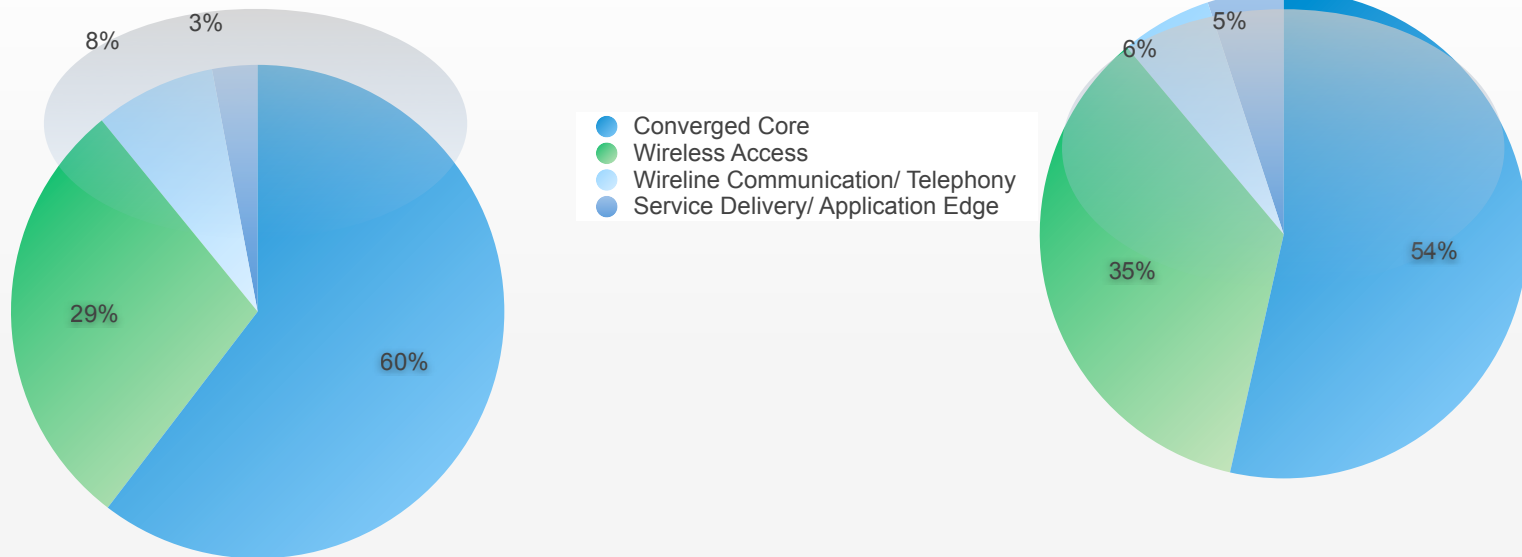 8%
3%
29%
60%
Converged Core
Wireless Access
Wireline Communication/ Telephony
Service Delivery/ Application Edge
6%
5%
35%
54%